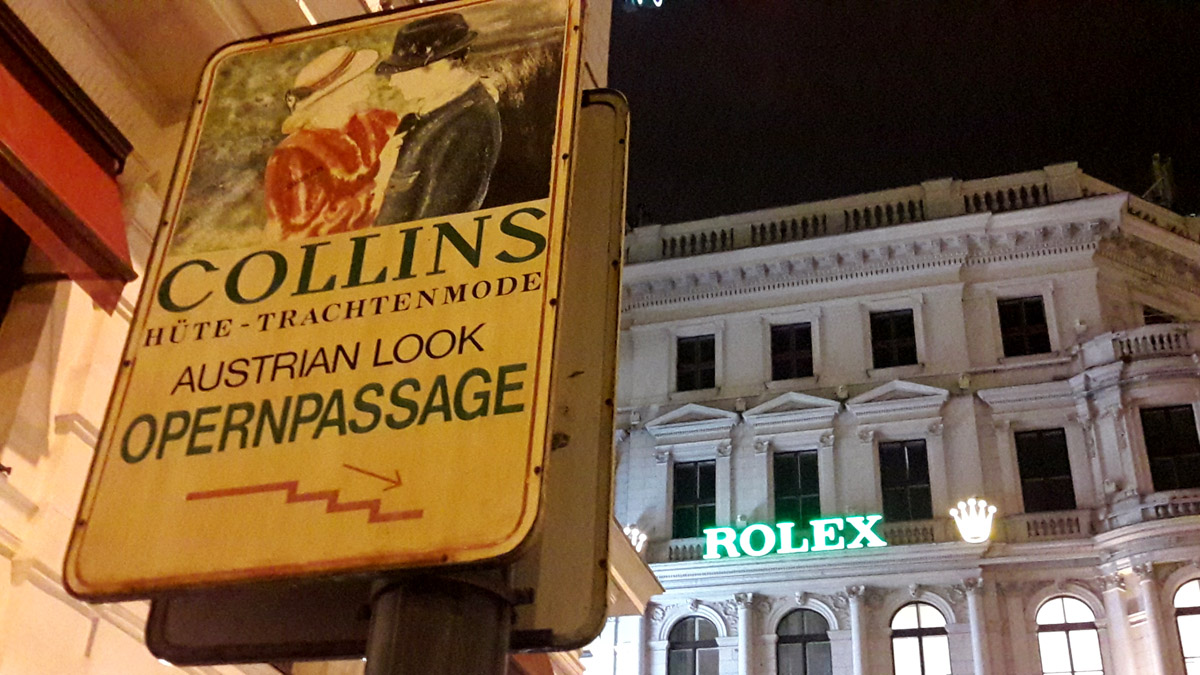 COLLINS
HÜTE-TRACHTENMODE
AUSTRIAN LOOK
OPERNPASSAGE
ROLEX